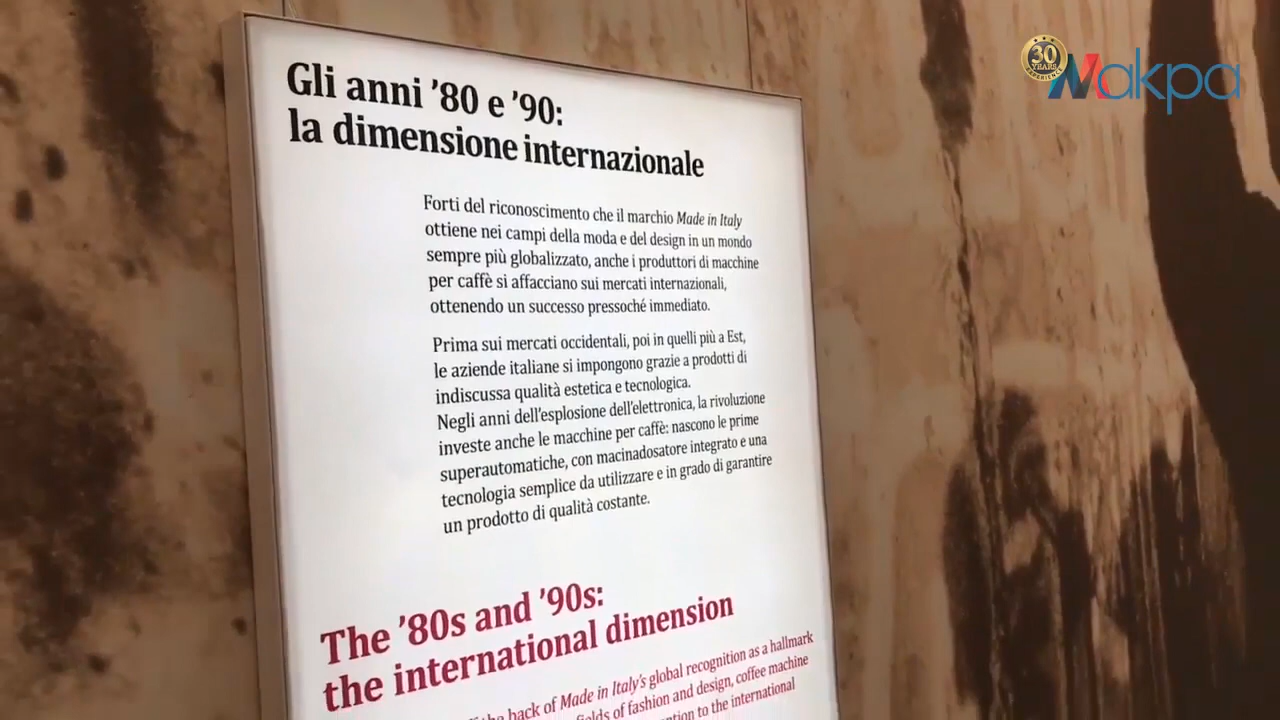 30
YEARS
EXPERIENCE
Makpa
Gli anni ’80 e ’90:
la dimensione internazionale
Forti del riconoscimento che il marchio Made in Italy
ottiene nei campi della moda e del design in un mondo
sempre più globalizzato, anche i produttori di macchine
per caffè si affacciano sui mercati internazionali,
ottenendo un successo pressoché immediato.
Prima sui mercati occidentali, poi in quelli più a Est,
le aziende italiane si impongono grazie a prodotti di
indiscussa qualità estetica e tecnologica.
Negli anni dell’esplosione dell’elettronica, la rivoluzione
investe anche le macchine per caffè: nascono le prime
superautomatiche, con macinadosatore integrato e una
tecnologia semplice da utilizzare e in grado di garantire
un prodotto di qualità costante.
The ’80s and ’90s:
the international dimension
the back of Made in Italy’s global recognition as a hallmark
fields of fashion and design, coffee machine
to the international